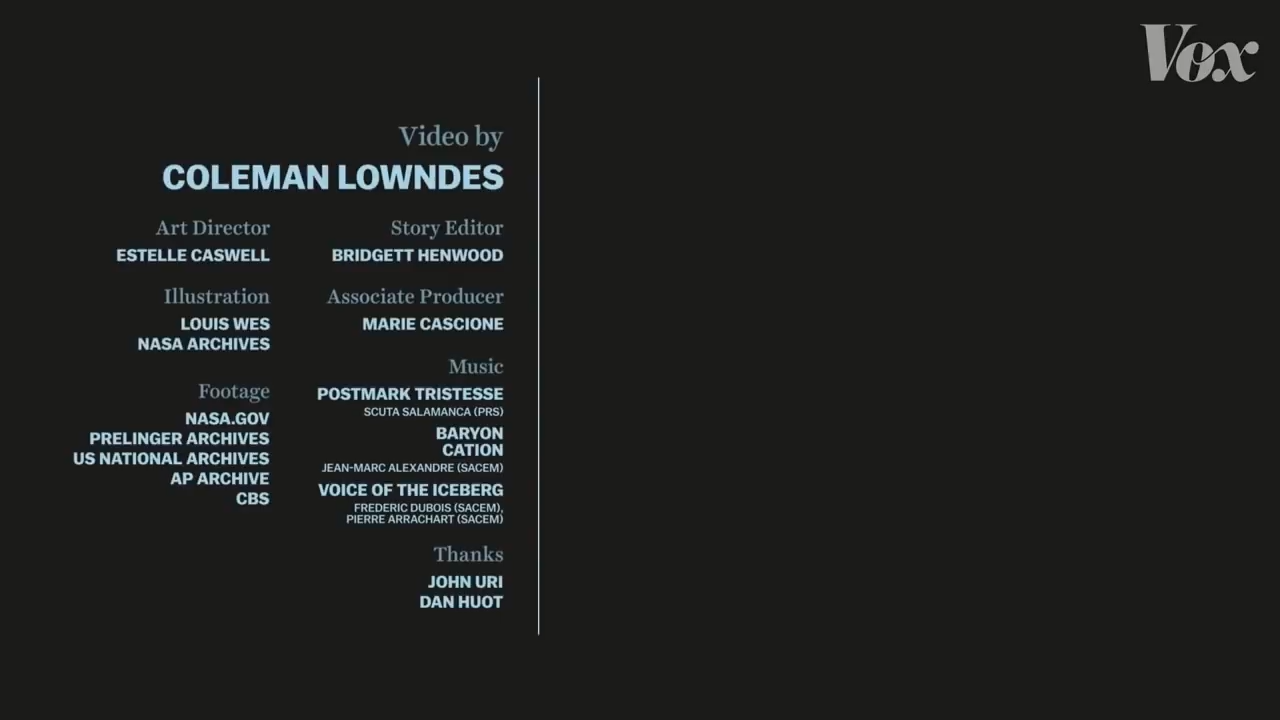 Vox
Video by
COLEMAN LOWNDES
Art Director
ESTELLE CASWELL
Illustration
LOUIS WES
NASA ARCHIVES
Footage
NASA.GOV
PRELINGER ARCHIVES
US NATIONAL ARCHIVES
AP ARCHIVE
CBS
Story Editor
BRIDGETT HENWOOD
Associate Producer
MARIE CASCIONE
Music
POSTMARK TRISTESSE
SCUTA SALAMANCA (PRS)
BARYON
CATION
JEAN-MARC ALEXANDRE (SACEM)
VOICE OF THE ICEBERG
FREDERIC DUBOIS (SACEM),
PIERRE ARRACHART (SACEM)
Thanks
JOHN URI
DAN HUOT